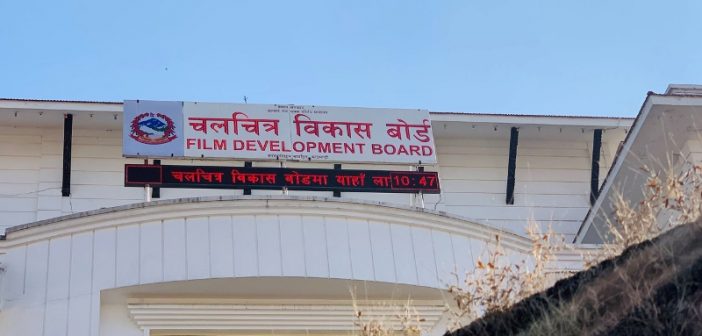 चलचित्र विकास बोर्ड
FILM DEVELOPMENT BOARD
चलचित्र विकास बोर्डमा यहाँ ला 10:47